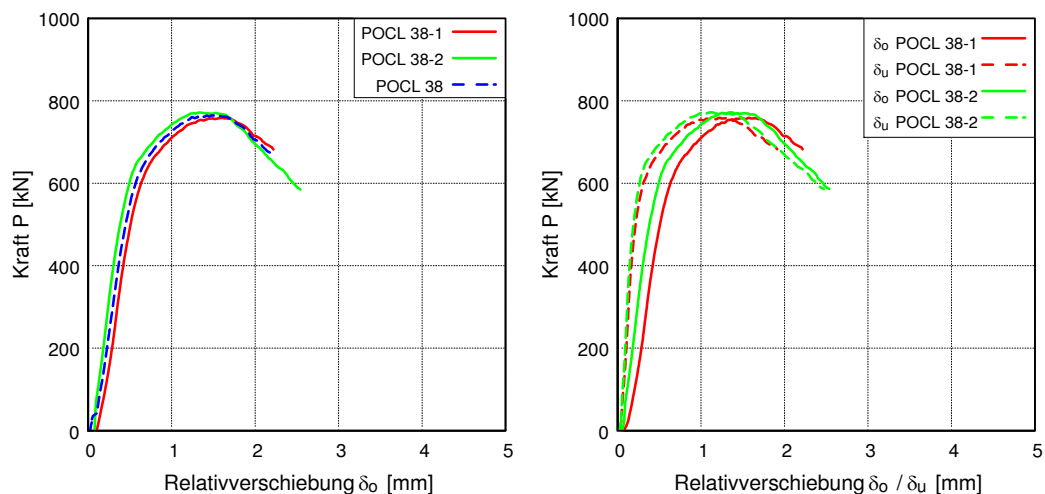 1000
800
600
400
200
0
0 1 2 3 4 5
Kraft P [kN]
Relativverschiebung δo [mm]
POCL 38-1
POCL 38-2
POCL 38
1000
800
600
400
200
0
0 1 2 3 4 5
Kraft P [kN]
Relativverschiebung δo / δu [mm]
δo POCL 38-1
δu POCL 38-1
δo POCL 38-2
δu POCL 38-2